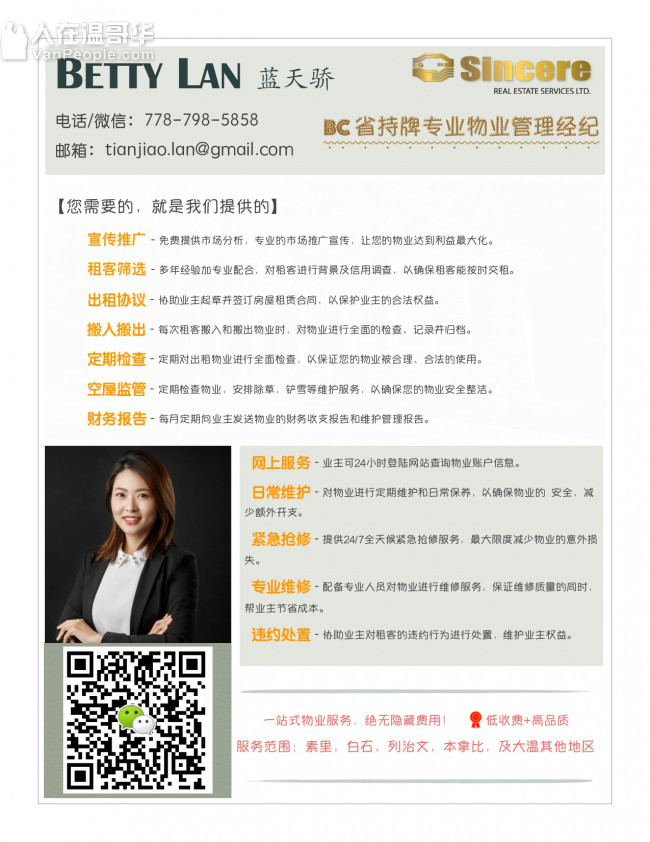 人在温哥华
VanPeople.com
BETTY LAN 蓝天骄
Sincere
REAL ESTATE SERVICES LTD.
电话/微信：778-798-5858
BC 省持牌专业物业管理经纪
邮箱：tianjiao.lan@gmail.com
【您需要的，就是我们提供的】
宣传推广 - 免费提供市场分析，专业的市场推广宣传，让您的物业达到利益最大化。
租客筛选 - 多年经验加专业配合，对租客进行背景及信用调查，以确保租客能按时交租。
出租协议 - 协助业主起草并签订房屋租赁合同，以保护业主的合法权益。
搬入搬出 - 每次租客搬入和搬出物业时，对物业进行全面的检查、记录并归档。
定期检查 - 定期对出租物业进行全面检查，以保证您的物业被合理、合法的使用。
空屋监管 - 定期检查物业，安排除草，铲雪等维护服务，以确保您的物业安全整洁。
财务报告 - 每月定期向业主发送物业的财务收支报告和维护管理报告。
网上服务 - 业主可24小时登陆网站查询物业账户信息。
日常维护 - 对物业进行定期维护和日常保养，以确保物业的 安全，减
少额外开支。
紧急抢修 - 提供24/7全天候紧急抢修服务，最大限度减少物业的意外损
失。
专业维修 - 配备专业人员对物业进行维修服务，保证维修质量的同时，
帮业主节省成本。
违约处置 - 协助业主对租客的违约行为进行处置，维护业主权益。
一站式物业服务，绝无隐藏费用！ 低收费+高品质
服务范围：素里，白石，列治文，本拿比，及大温其他地区